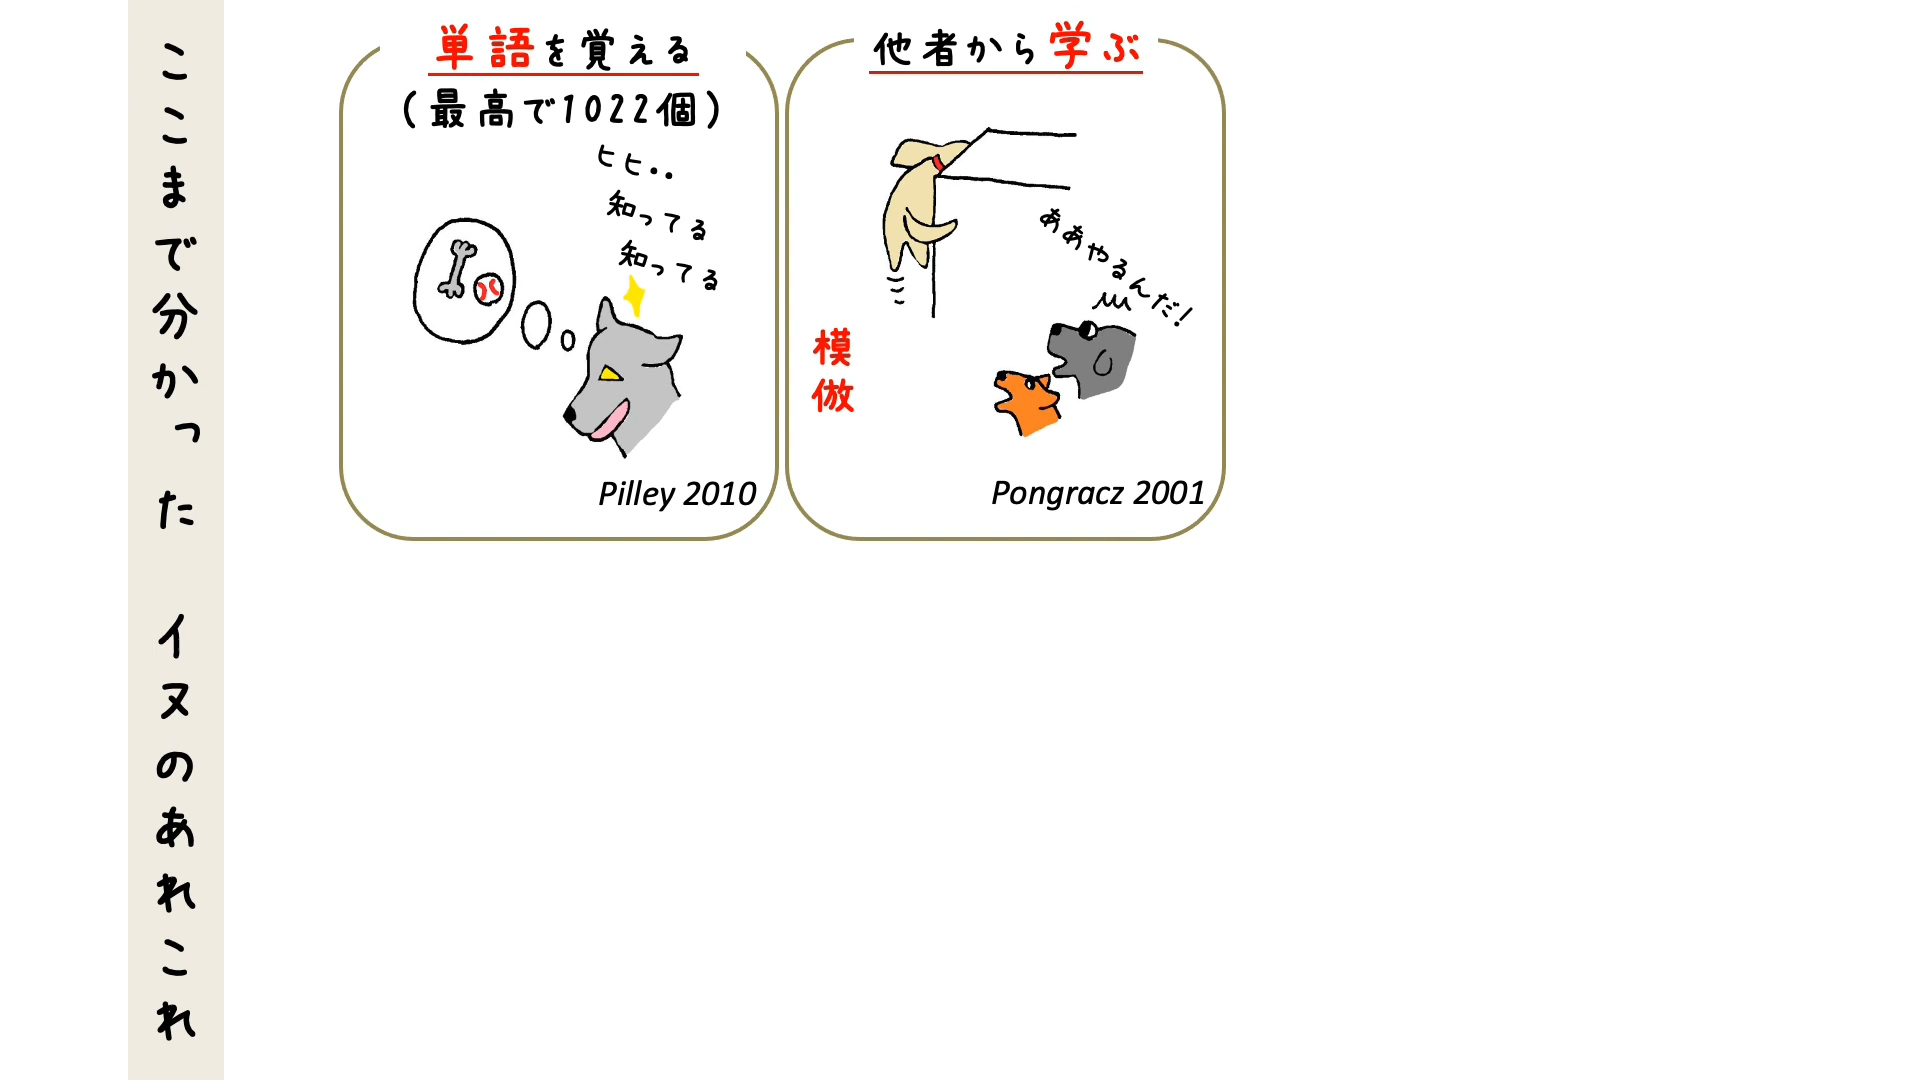 ここまで分かった イヌのあれこれ
単語を覚える
(最高で1022個)
ヒヒ・・
知ってる
知ってる
Pilley 2010
他者から学ぶ
ああやるんだ!
模倣
Pongracz 2001